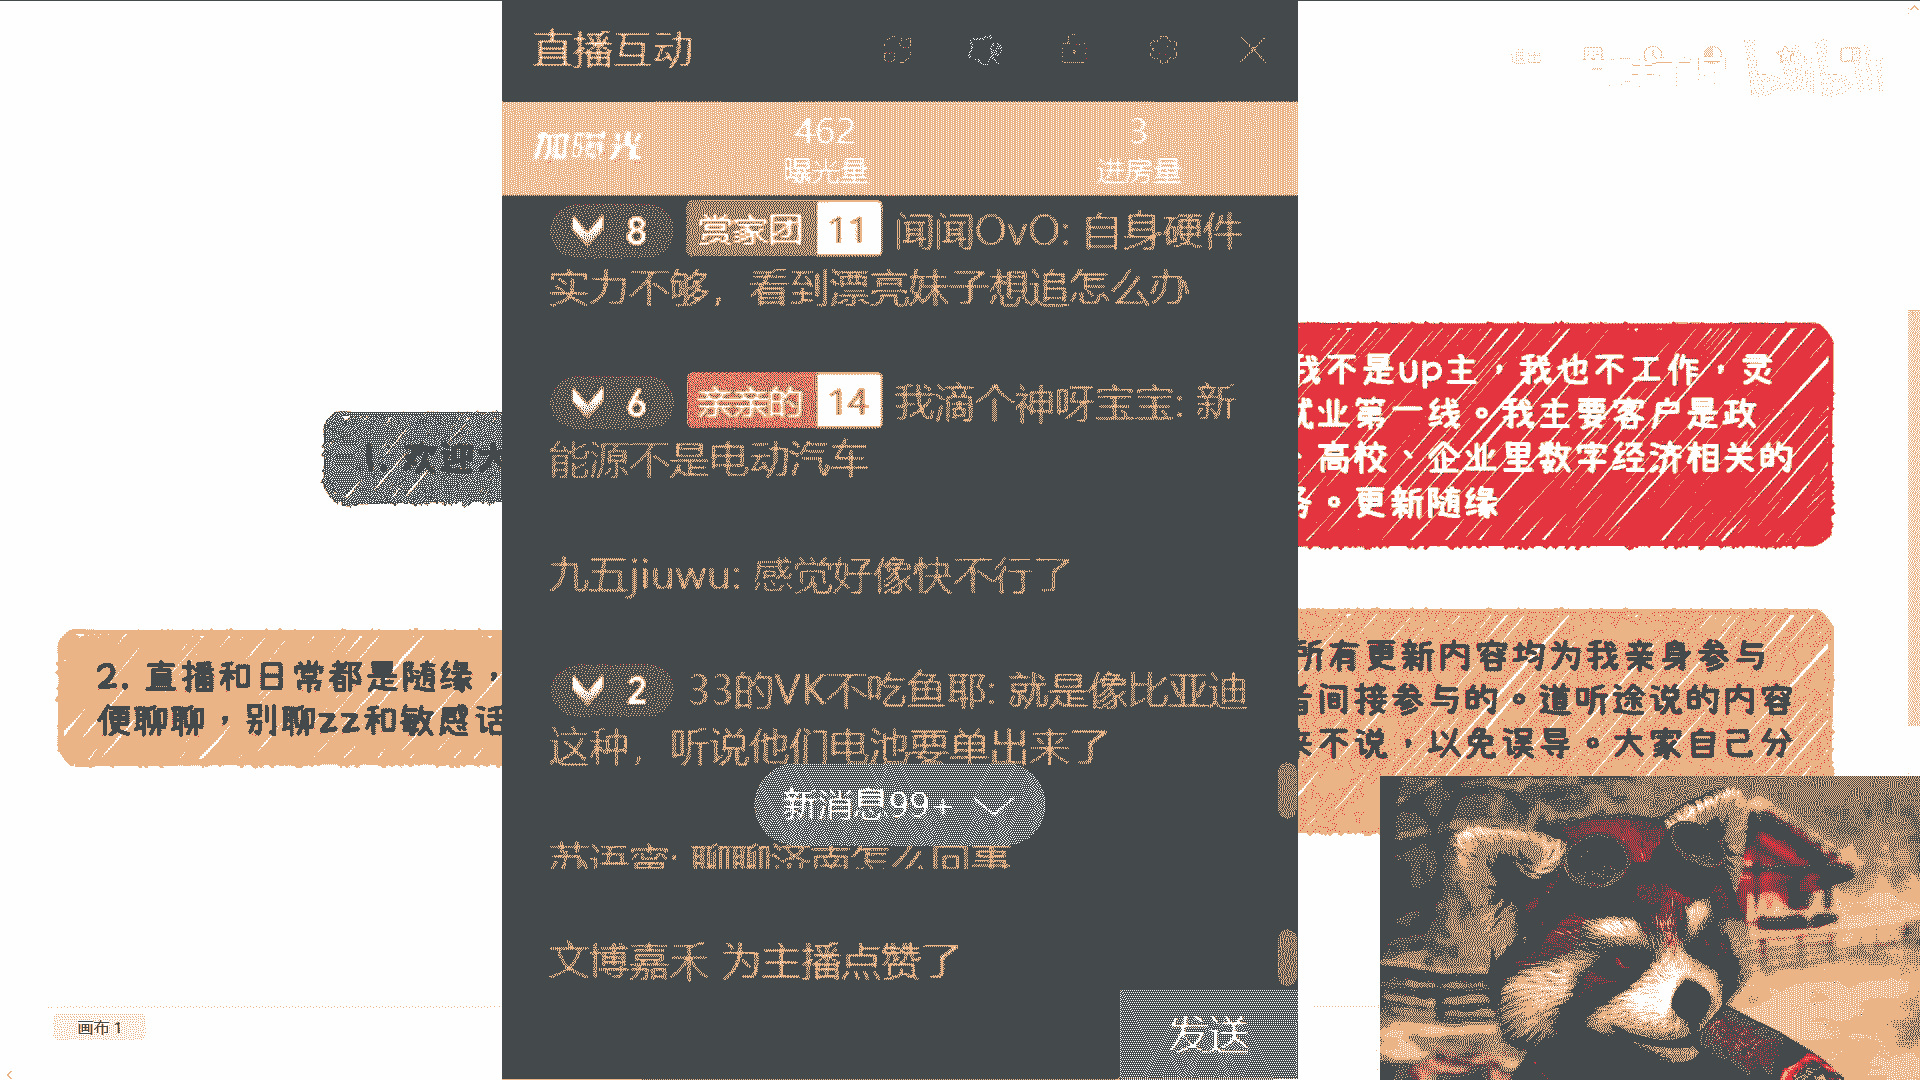 直播互动
加时光
462
曝光量
3
进房量
8 赏家团 11 闻闻OvO: 自身硬件
实力不够，看到漂亮妹子想追怎么办
6 亲亲的 14 我滴个神呀宝宝: 新
能源不是电动汽车
九五jiuwu: 感觉好像快不行了
2 33的VK不吃鱼耶: 就是像比亚迪
这种，听说他们电池要单出来了
新消息99+
聊聊济南怎么回事
文博嘉禾 为主播点赞了
发送
1. 欢迎大
2. 直播和日常都是随缘，
便聊聊，别聊zz和敏感话
我不是up主，我也不工作，灵
就业第一线。我主要客户是政
、高校、企业里数字经济相关的
务。更新随缘
所有更新内容均为我亲身参与
者间接参与的。道听途说的内容
来不说，以免误导。大家自己分
画布 1